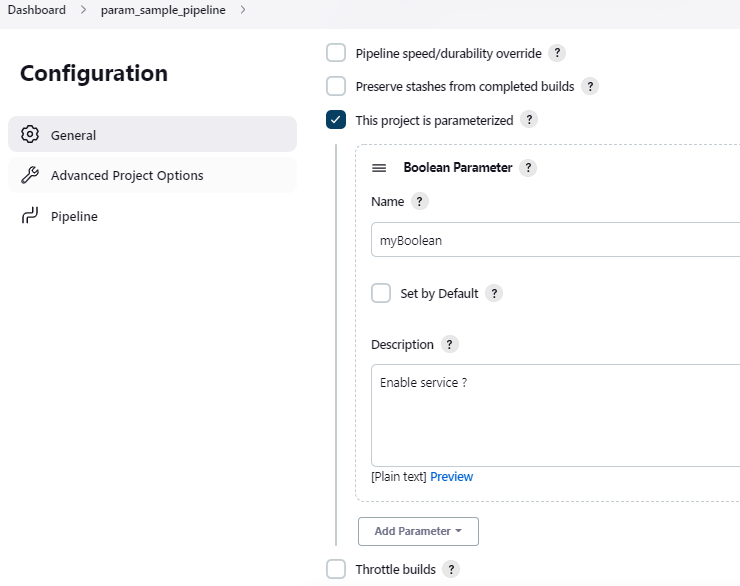 Dashboard > param_sample_pipeline >
Configuration
General
Advanced Project Options
Pipeline
Pipeline speed/durability override ?
Preserve stashes from completed builds ?
This project is parameterized ?
Boolean Parameter ?
Name ?
myBoolean
Set by Default ?
Description ?
Enable service ?
[Plain text] Preview
Add Parameter
Throttle builds ?